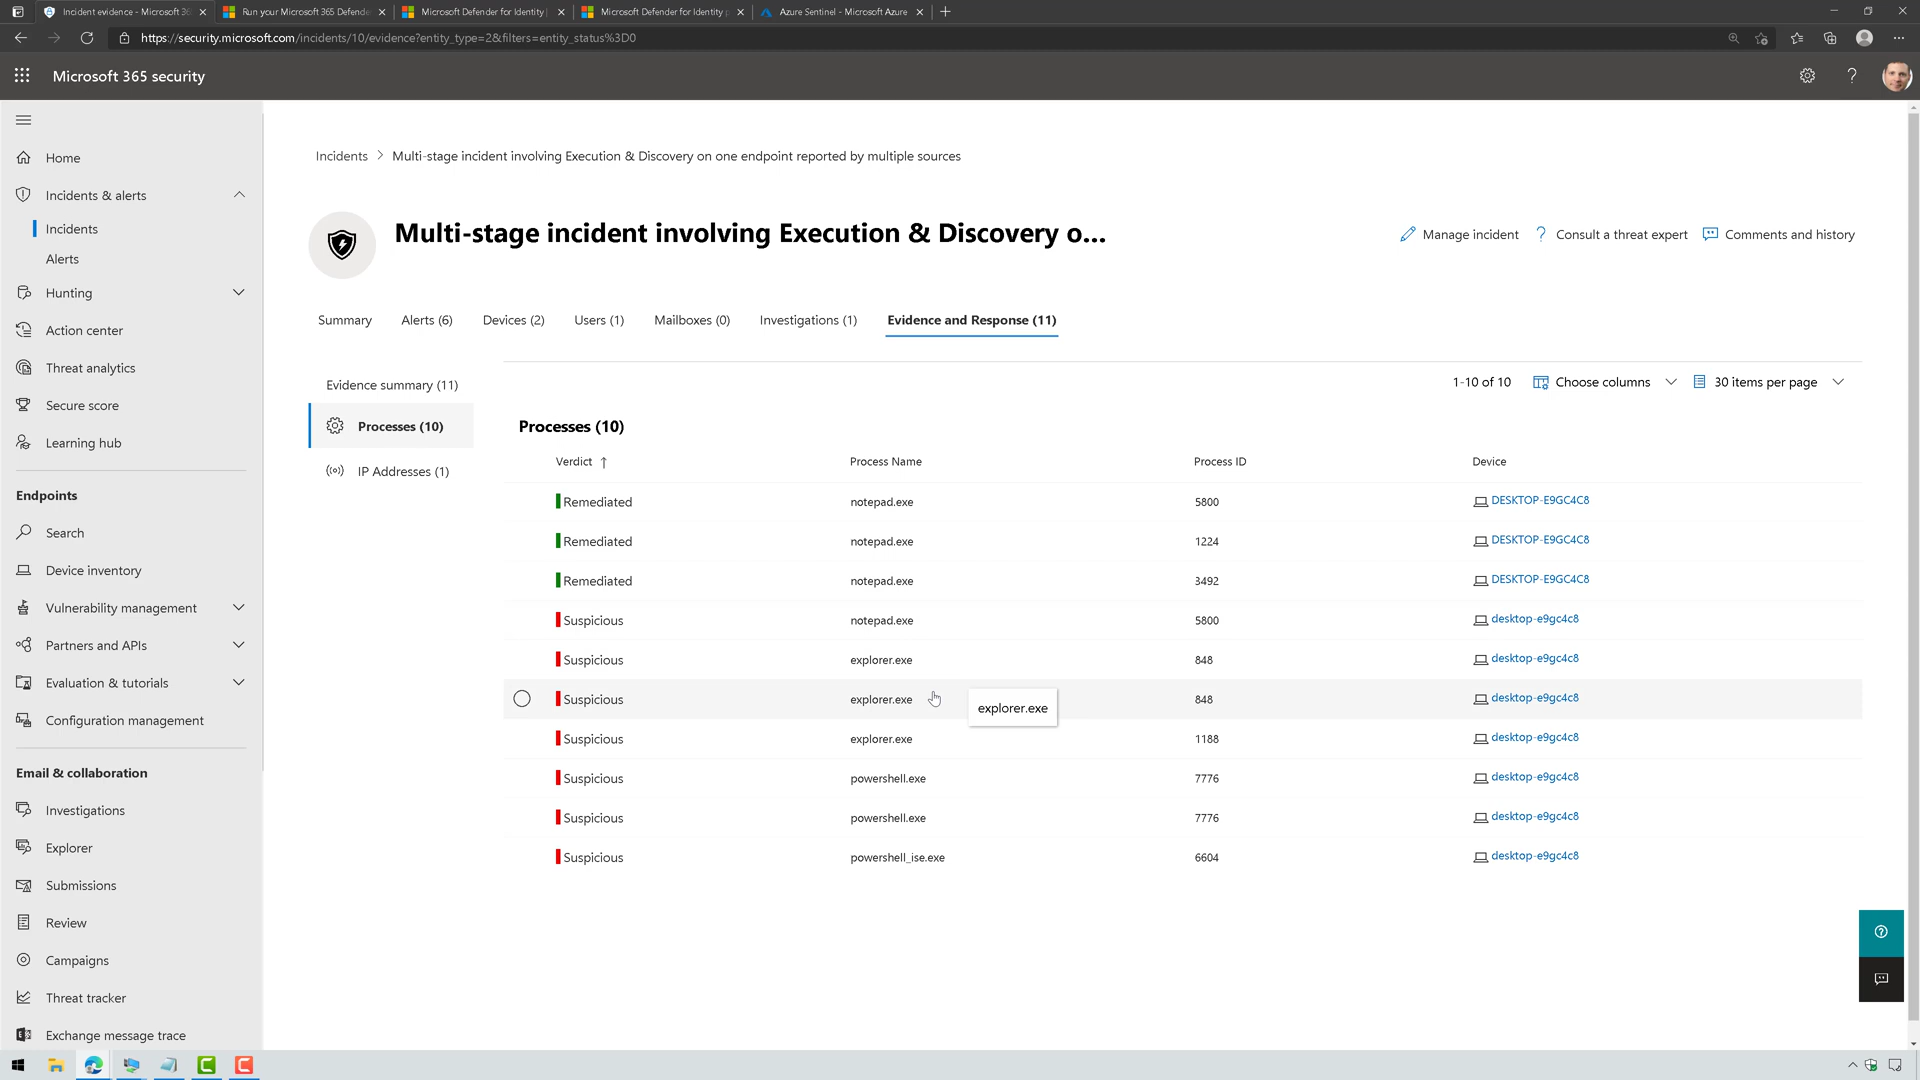 Incident evidence - Microsoft 36
Run your Microsoft 365 Defende
Microsoft Defender for Identity |
Microsoft Defender for Identity p
Azure Sentinel - Microsoft Azure
https://security.microsoft.com/incidents/10/evidence?entity_type=2&filters=entity_status%3D0
Microsoft 365 security
Home
Incidents & alerts
Incidents
Alerts
Hunting
Action center
Threat analytics
Secure score
Learning hub
Endpoints
Search
Device inventory
Vulnerability management
Partners and APIs
Evaluation & tutorials
Configuration management
Email & collaboration
Investigations
Explorer
Submissions
Review
Campaigns
Threat tracker
Exchange message trace
Incidents > Multi-stage incident involving Execution & Discovery on one endpoint reported by multiple sources
Multi-stage incident involving Execution & Discovery o...
Manage incident ? Consult a threat expert Comments and history
Summary Alerts (6) Devices (2) Users (1) Mailboxes (0) Investigations (1) Evidence and Response (11)
Evidence summary (11)
Processes (10)
IP Addresses (1)
1-10 of 10 Choose columns 30 items per page
Processes (10)
Verdict ↑ Process Name Process ID Device
Remediated notepad.exe 5800 DESKTOP-E9GC4C8
Remediated notepad.exe 1224 DESKTOP-E9GC4C8
Remediated notepad.exe 3492 DESKTOP-E9GC4C8
Suspicious notepad.exe 5800 desktop-e9gc4c8
Suspicious explorer.exe 848 desktop-e9gc4c8
Suspicious explorer.exe 848 desktop-e9gc4c8
explorer.exe
Suspicious explorer.exe 1188 desktop-e9gc4c8
Suspicious powershell.exe 7776 desktop-e9gc4c8
Suspicious powershell.exe 7776 desktop-e9gc4c8
Suspicious powershell_ise.exe 6604 desktop-e9gc4c8